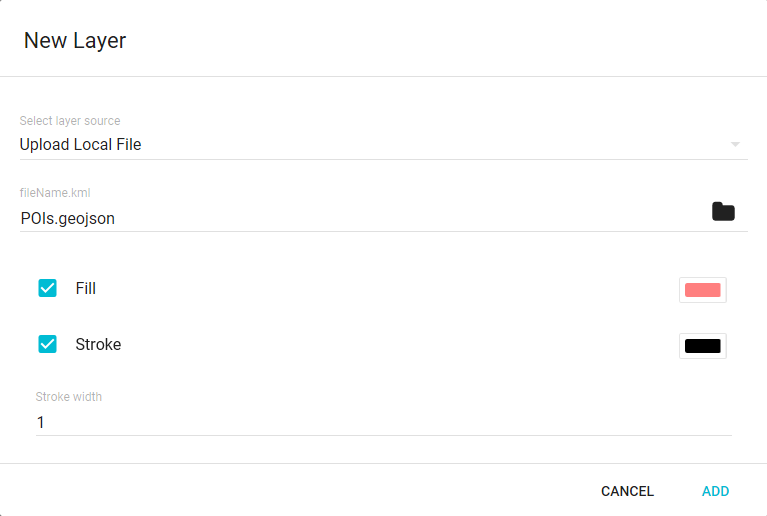 New Layer
Select layer source
Upload Local File
fileName.kml
POIs.geojson
Fill
Stroke
Stroke width
1
CANCEL ADD